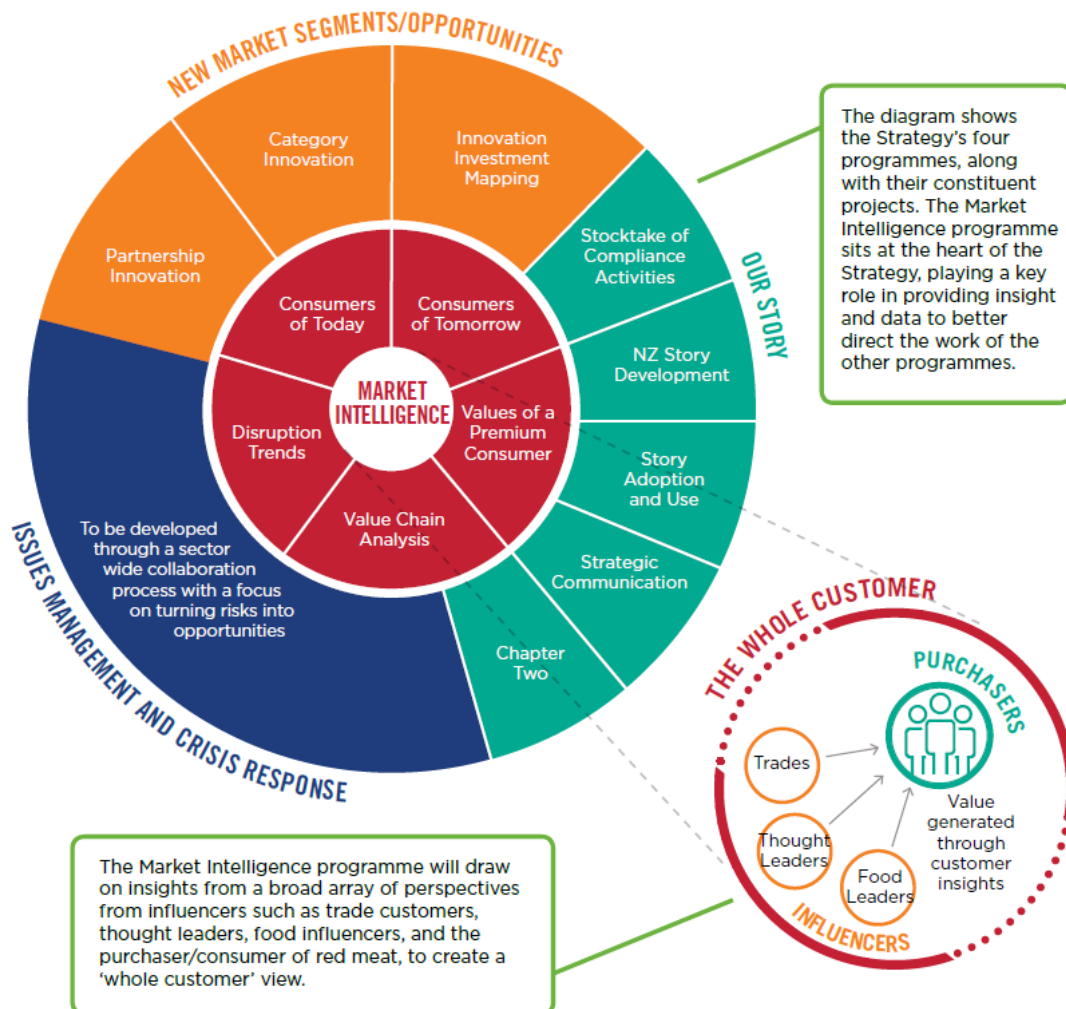 NEW MARKET SEGMENTS/OPPORTUNITIES
Category
Innovation
Innovation
Investment
Mapping
Partnership
Innovation
Stocktake of
Compliance
Activities
OUR STORY
NZ Story
Development
Story
Adoption
and Use
Strategic
Communication
Chapter
Two
Consumers
of Today
Consumers
of Tomorrow
MARKET
INTELLIGENCE
Disruption
Trends
Values of a
Premium
Consumer
Value Chain
Analysis
To be developed
through a sector
wide collaboration
process with a focus
on turning risks into
opportunities
ISSUES MANAGEMENT AND CRISIS RESPONSE
The diagram shows
the Strategy's four
programmes, along
with their constituent
projects. The Market
Intelligence programme
sits at the heart of the
Strategy, playing a key
role in providing insight
and data to better
direct the work of the
other programmes.
THE WHOLE CUSTOMER
PURCHASERS
Trades
Thought
Leaders
Food
Leaders
Value
generated
through
customer
insights
INFLUENCERS
The Market Intelligence programme will draw
on insights from a broad array of perspectives
from influencers such as trade customers,
thought leaders, food influencers, and the
purchaser/consumer of red meat, to create a
'whole customer' view.